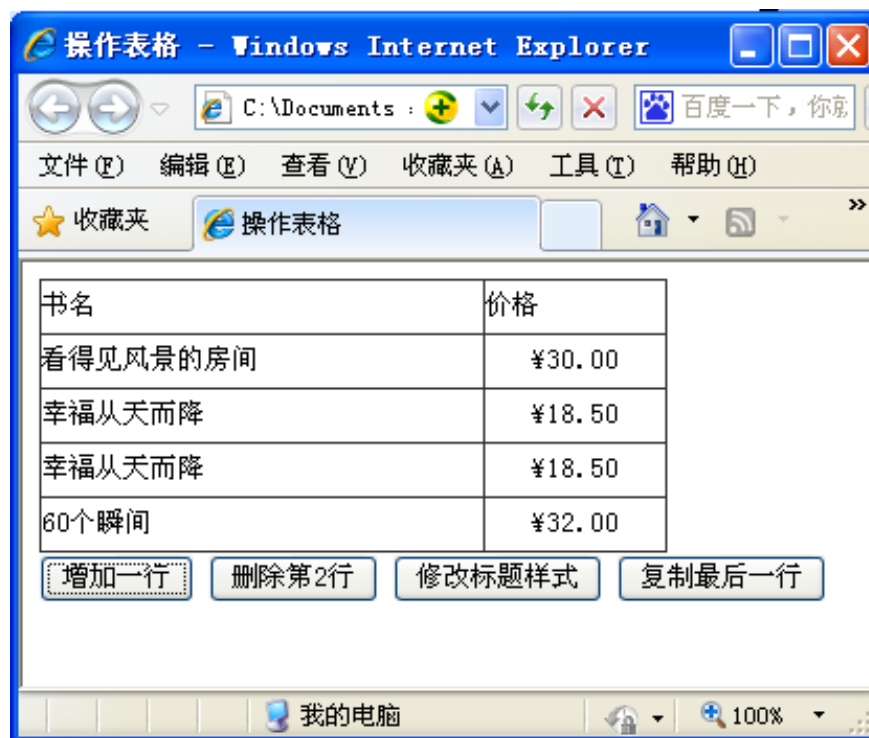 操作表格 - Windows Internet Explorer
C:\Documents 百度一下，你
文件(F) 编辑(E) 查看(V) 收藏夹(A) 工具(T) 帮助(H)
收藏夹 操作表格 »
书名 价格
看得见风景的房间 ¥30.00
幸福从天而降 ¥18.50
幸福从天而降 ¥18.50
60个瞬间 ¥32.00
增加一行 删除第2行 修改标题样式 复制最后一行
我的电脑 100%